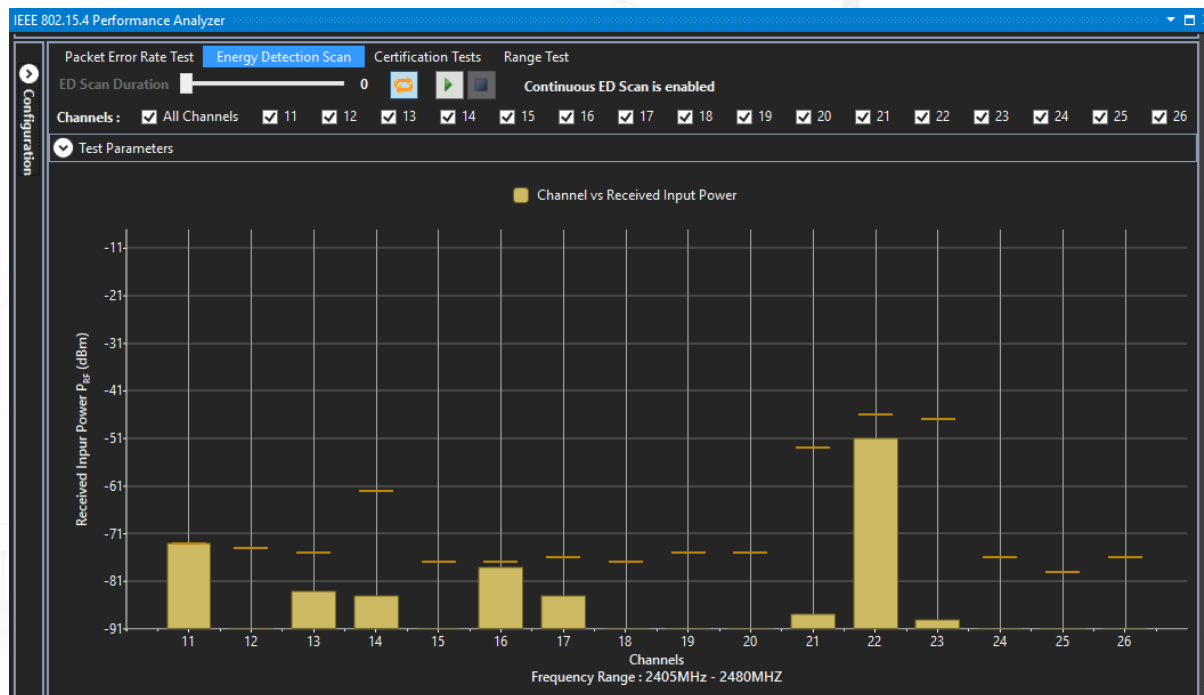 IEEE 802.15.4 Performance Analyzer
Configuration
Packet Error Rate Test Energy Detection Scan Certification Tests Range Test
ED Scan Duration 0 Continuous ED Scan is enabled
Channels : All Channels 11 12 13 14 15 16 17 18 19 20 21 22 23 24 25 26
Test Parameters
Channel vs Received Input Power
Received Inpur Power PRF (dBm)
-11
-21
-31
-41
-51
-61
-71
-81
-91
11 12 13 14 15 16 17 18 19 20 21 22 23 24 25 26
Channels
Frequency Range : 2405MHz - 2480MHZ